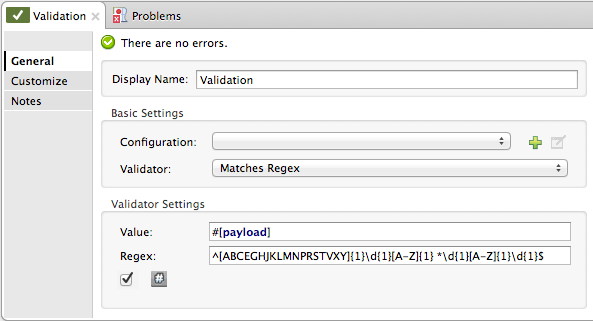 Validation
Problems
There are no errors.
General
Customize
Notes
Display Name: Validation
Basic Settings
Configuration:
Validator: Matches Regex
Validator Settings
Value: #[payload]
Regex: ^[ABCEGHJKLMNPRSTVXY]{1}\d{1}[A-Z]{1} *\d{1}[A-Z]{1}\d{1}$
#